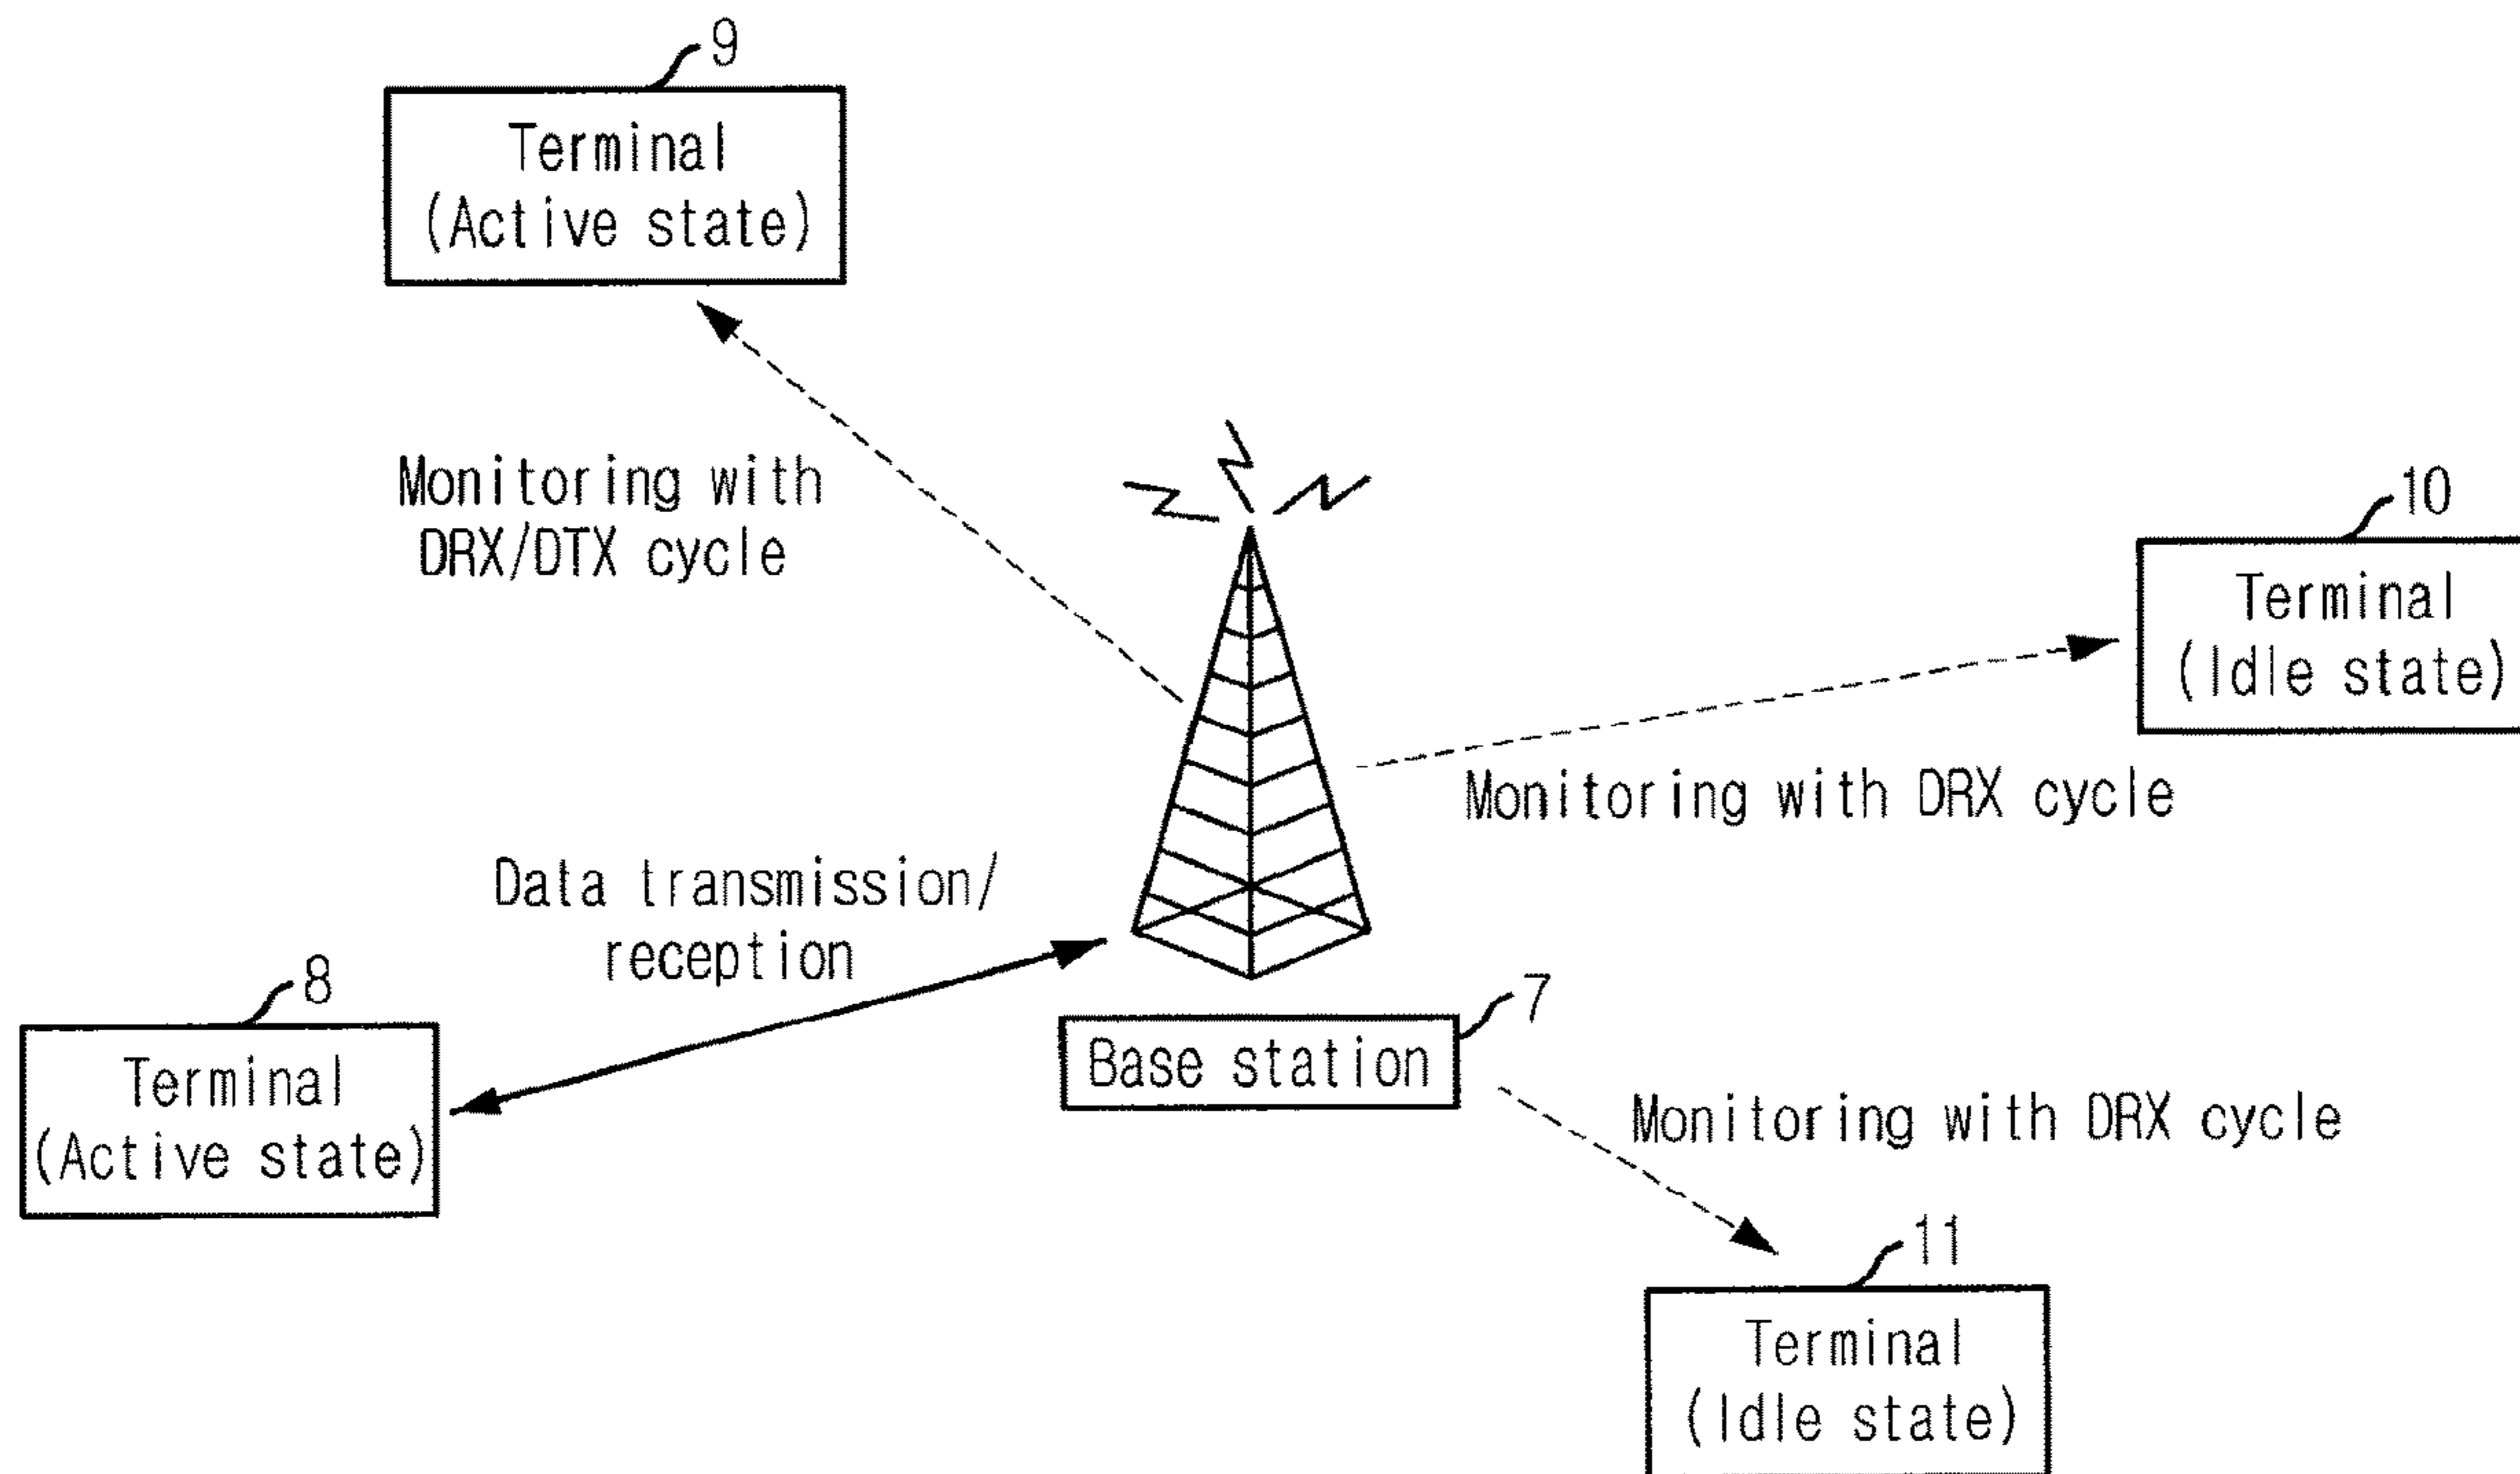 9
Terminal
(Active state)
Monitoring with
DRX/DTX cycle
10
Terminal
(Idle state)
Monitoring with DRX cycle
Data transmission/
reception
8
Terminal
(Active state)
7
Base station
Monitoring with DRX cycle
11
Terminal
(Idle state)